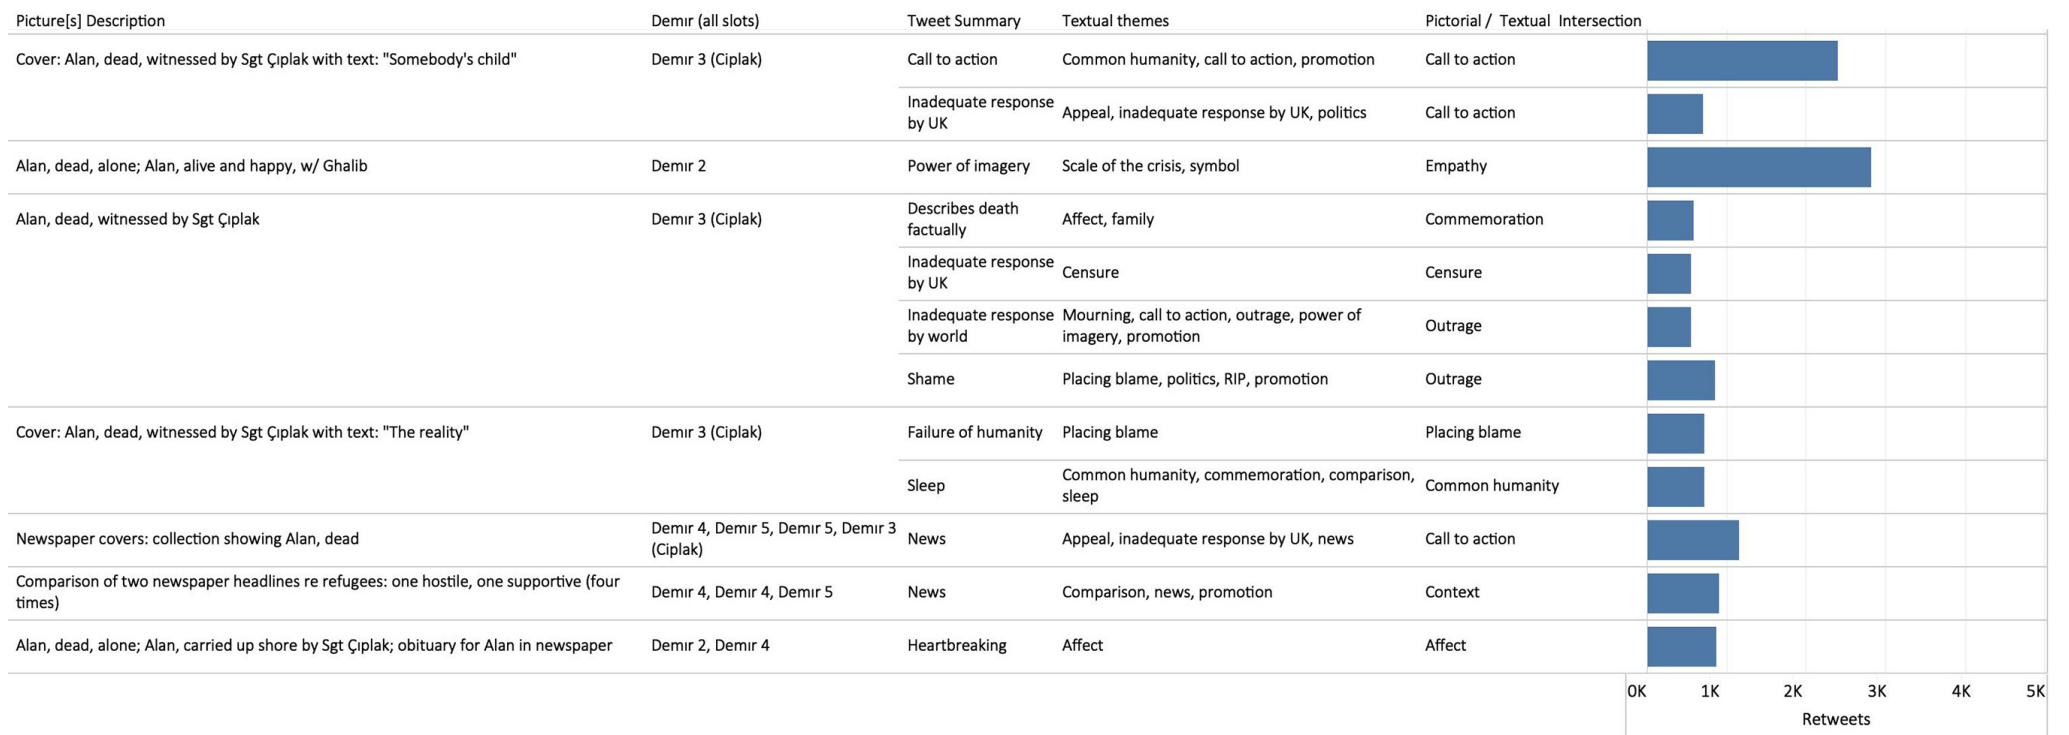 Picture[s] Description Demır (all slots) Tweet Summary Textual themes Pictorial / Textual Intersection
Cover: Alan, dead, witnessed by Sgt Çıplak with text: "Somebody's child" Demır 3 (Ciplak) Call to action Common humanity, call to action, promotion Call to action
Inadequate response
by UK Appeal, inadequate response by UK, politics Call to action
Alan, dead, alone; Alan, alive and happy, w/ Ghalib Demır 2 Power of imagery Scale of the crisis, symbol Empathy
Alan, dead, witnessed by Sgt Çıplak Demır 3 (Ciplak) Describes death
factually Affect, family Commemoration
Inadequate response
by UK Censure Censure
Inadequate response
by world Mourning, call to action, outrage, power of
imagery, promotion Outrage
Shame Placing blame, politics, RIP, promotion Outrage
Cover: Alan, dead, witnessed by Sgt Çıplak with text: "The reality" Demır 3 (Ciplak) Failure of humanity Placing blame Placing blame
Sleep Common humanity, commemoration, comparison,
sleep Common humanity
Newspaper covers: collection showing Alan, dead Demır 4, Demır 5, Demır 5, Demır 3
(Ciplak) News Appeal, inadequate response by UK, news Call to action
Comparison of two newspaper headlines re refugees: one hostile, one supportive (four
times) Demır 4, Demır 4, Demır 5 News Comparison, news, promotion Context
Alan, dead, alone; Alan, carried up shore by Sgt Çıplak; obituary for Alan in newspaper Demır 2, Demır 4 Heartbreaking Affect Affect
0K 1K 2K 3K 4K 5K
Retweets